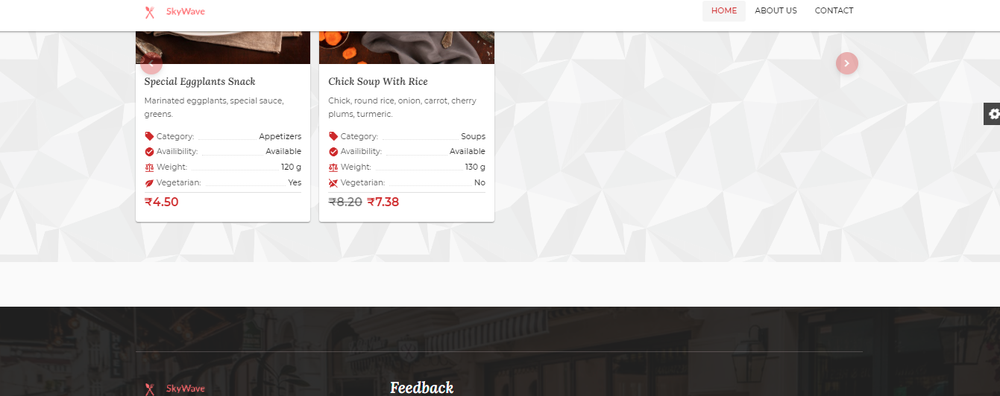 SkyWave
HOME
ABOUT US
CONTACT
Special Eggplants Snack
Marinated eggplants, special sauce,
greens.
Category: Appetizers
Availibility: Available
Weight: 120 g
Vegetarian: Yes
₹4.50
Chick Soup With Rice
Chick, round rice, onion, carrot, cherry
plums, turmeric.
Category: Soups
Availibility: Available
Weight: 130 g
Vegetarian: No
₹8.20 ₹7.38
SkyWave
Feedback